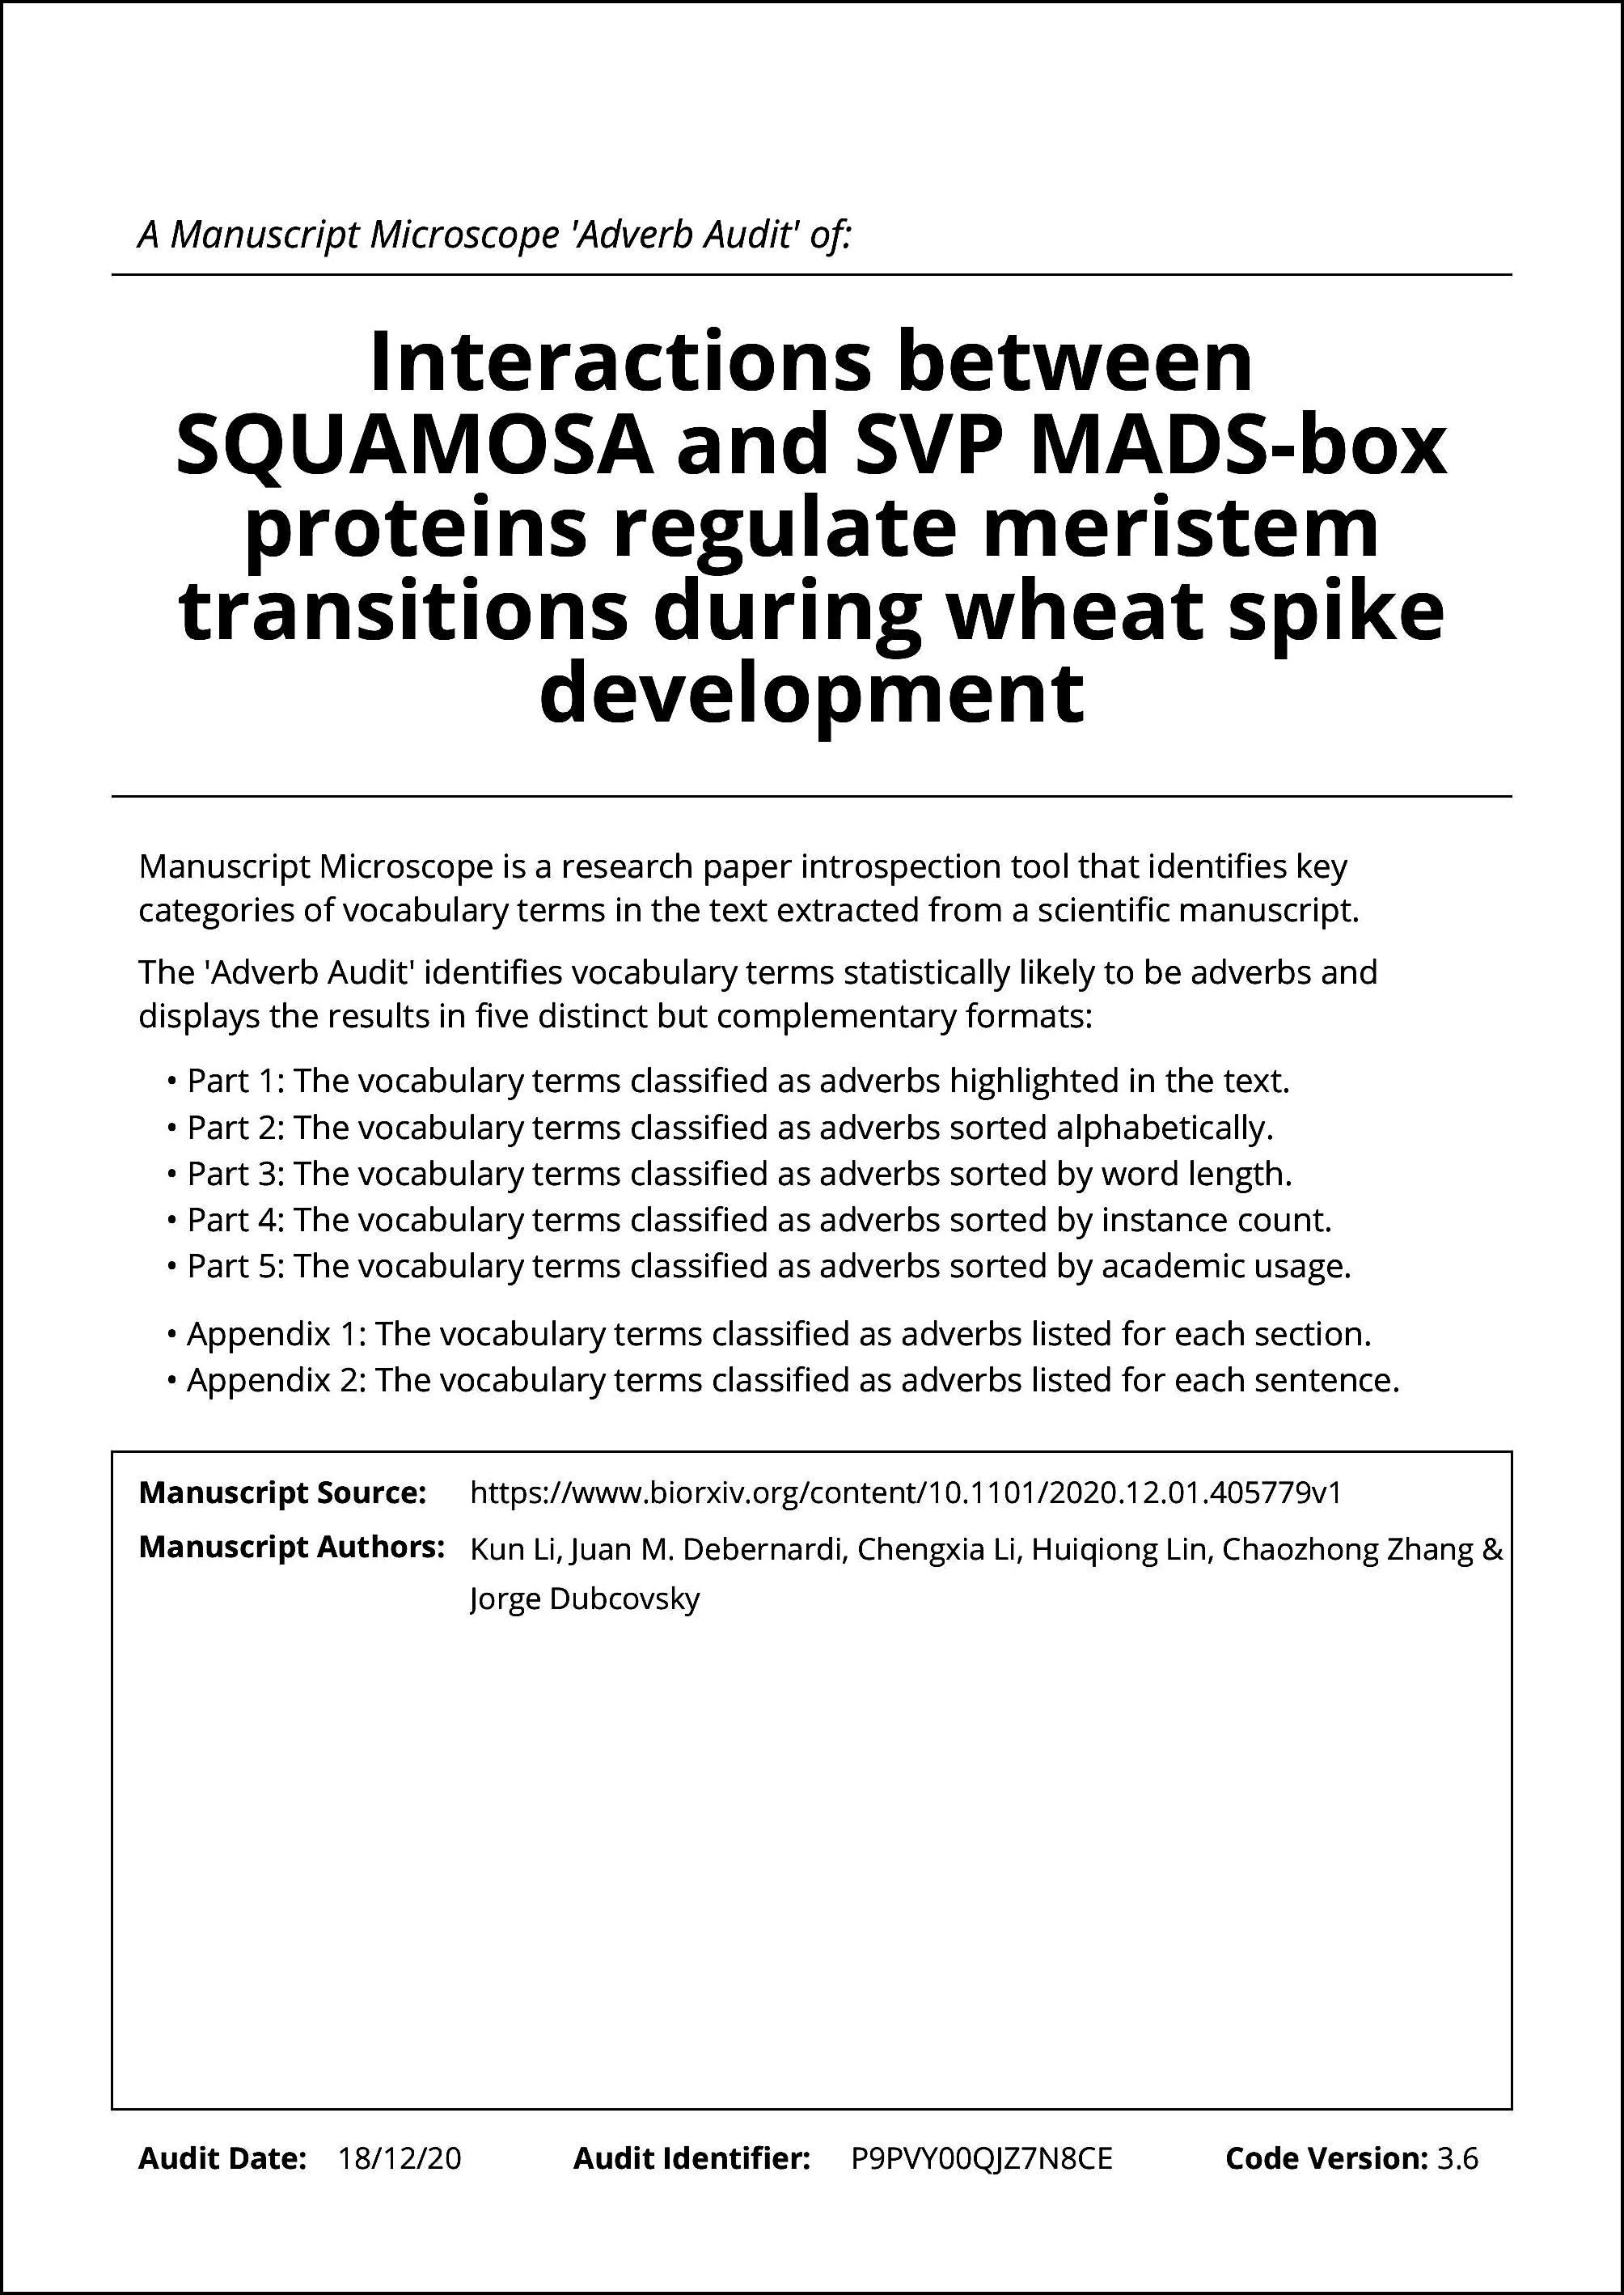 A Manuscript Microscope 'Adverb Audit' of:
Interactions between
SQUAMOSA and SVP MADS-box
proteins regulate meristem
transitions during wheat spike
development
Manuscript Microscope is a research paper introspection tool that identifies key
categories of vocabulary terms in the text extracted from a scientific manuscript.
The 'Adverb Audit' identifies vocabulary terms statistically likely to be adverbs and
displays the results in five distinct but complementary formats:
• Part 1: The vocabulary terms classified as adverbs highlighted in the text.
• Part 2: The vocabulary terms classified as adverbs sorted alphabetically.
• Part 3: The vocabulary terms classified as adverbs sorted by word length.
• Part 4: The vocabulary terms classified as adverbs sorted by instance count.
• Part 5: The vocabulary terms classified as adverbs sorted by academic usage.
• Appendix 1: The vocabulary terms classified as adverbs listed for each section.
• Appendix 2: The vocabulary terms classified as adverbs listed for each sentence.
Manuscript Source: https://www.biorxiv.org/content/10.1101/2020.12.01.405779v1
Manuscript Authors: Kun Li, Juan M. Debernardi, Chengxia Li, Huiqiong Lin, Chaozhong Zhang &
Jorge Dubcovsky
Audit Date: 18/12/20 Audit Identifier: P9PVY00QJZ7N8CE Code Version: 3.6